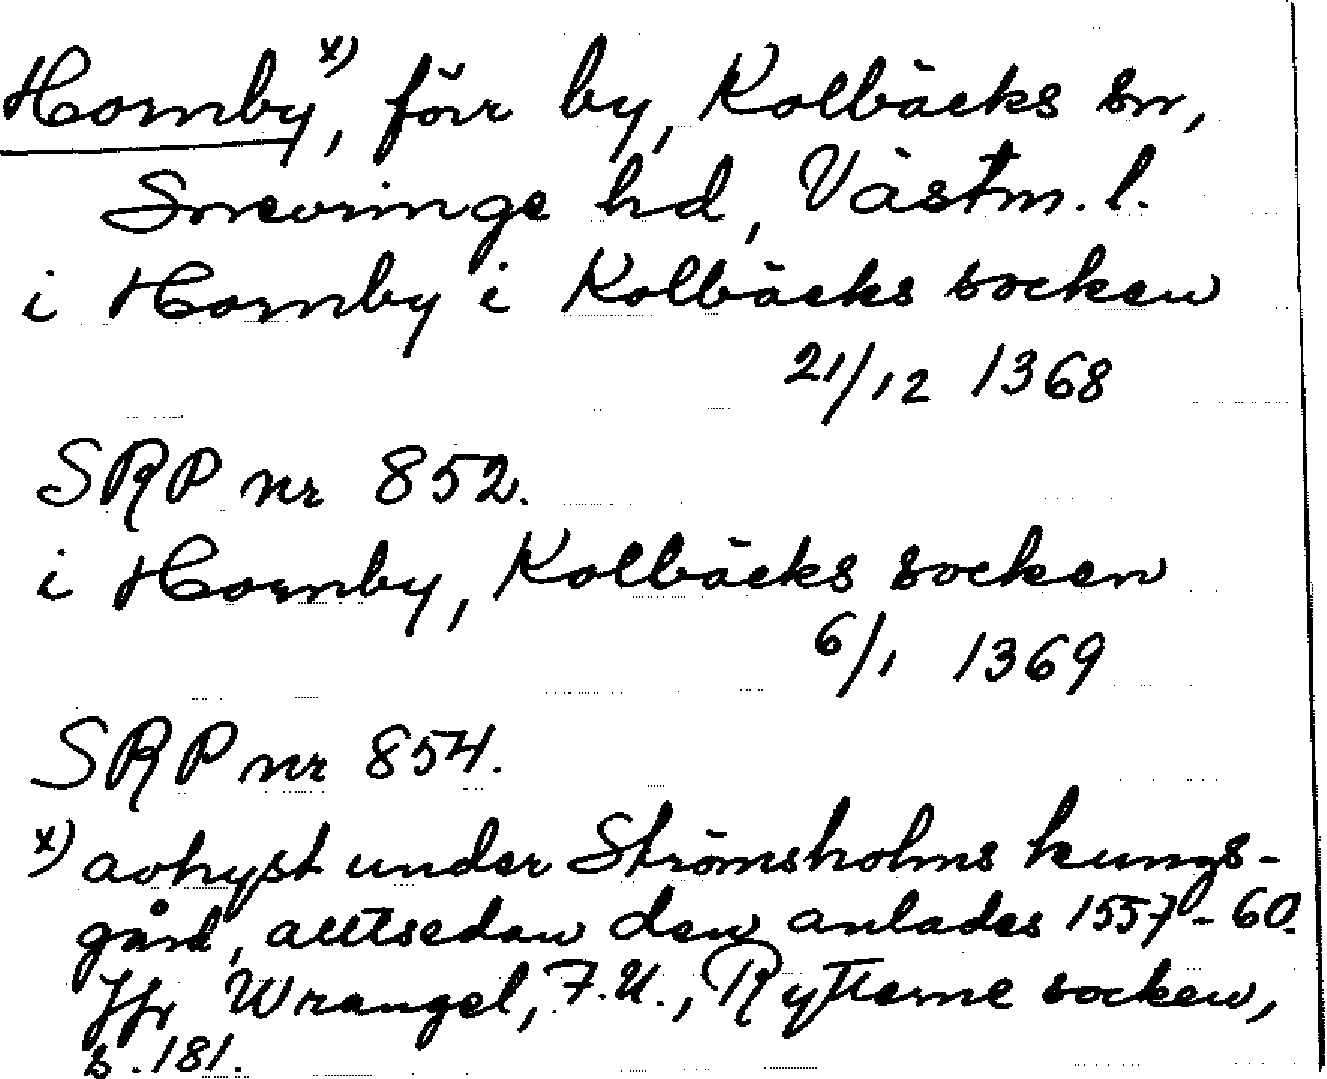 Hornby x), förr by, Kolbäcks sn,
Snevringe hd, Västm. l.
i Hornby i Kolbäcks socken
21/12 1368
SRP nr 852.
i Hornby, Kolbäcks socken
6/1 1369
SRP nr 854.
x) avhyst under Strömsholms kungs-
gård, alltsedan den anlades 1557-60.
Jfr Wrangel, F.U., Rytterne socken,
s. 181.